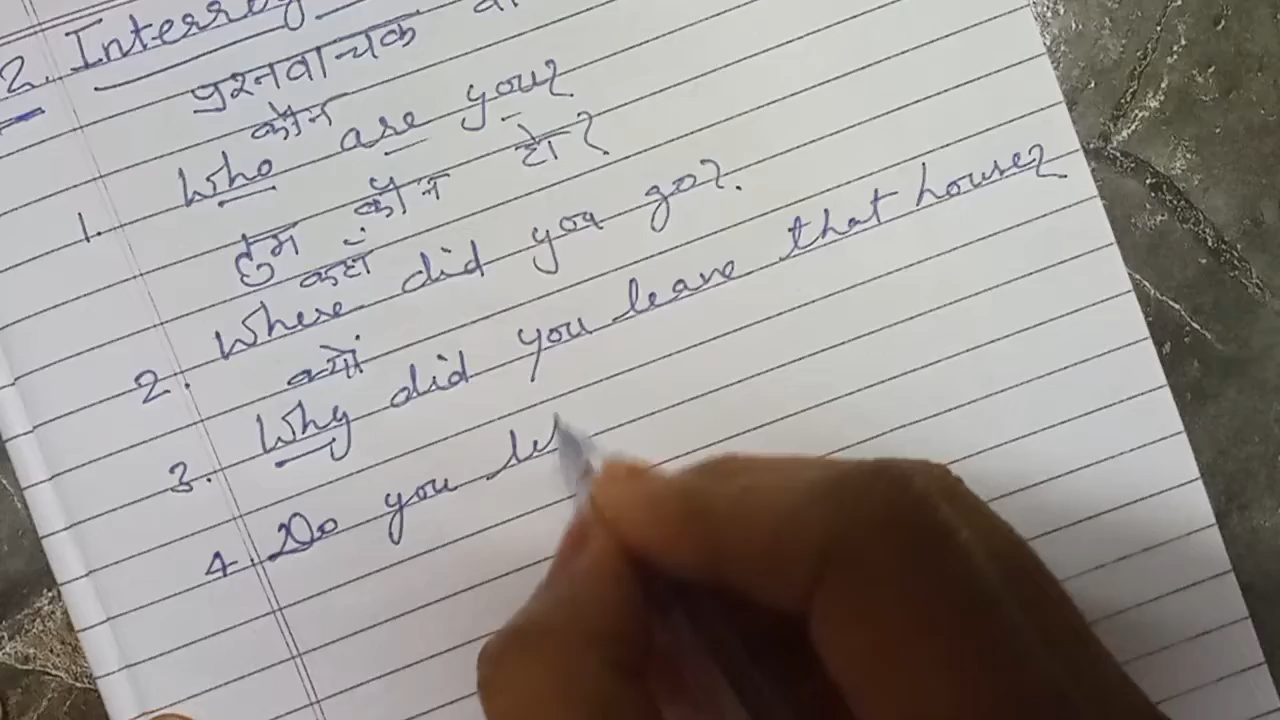 2.
प्रश्नवाचक
कौन
1. Who are you?
तुम कौन हो?
कहाँ
2. Where did you go?.
क्यों
3. Why did you leave that house?
4. Do you